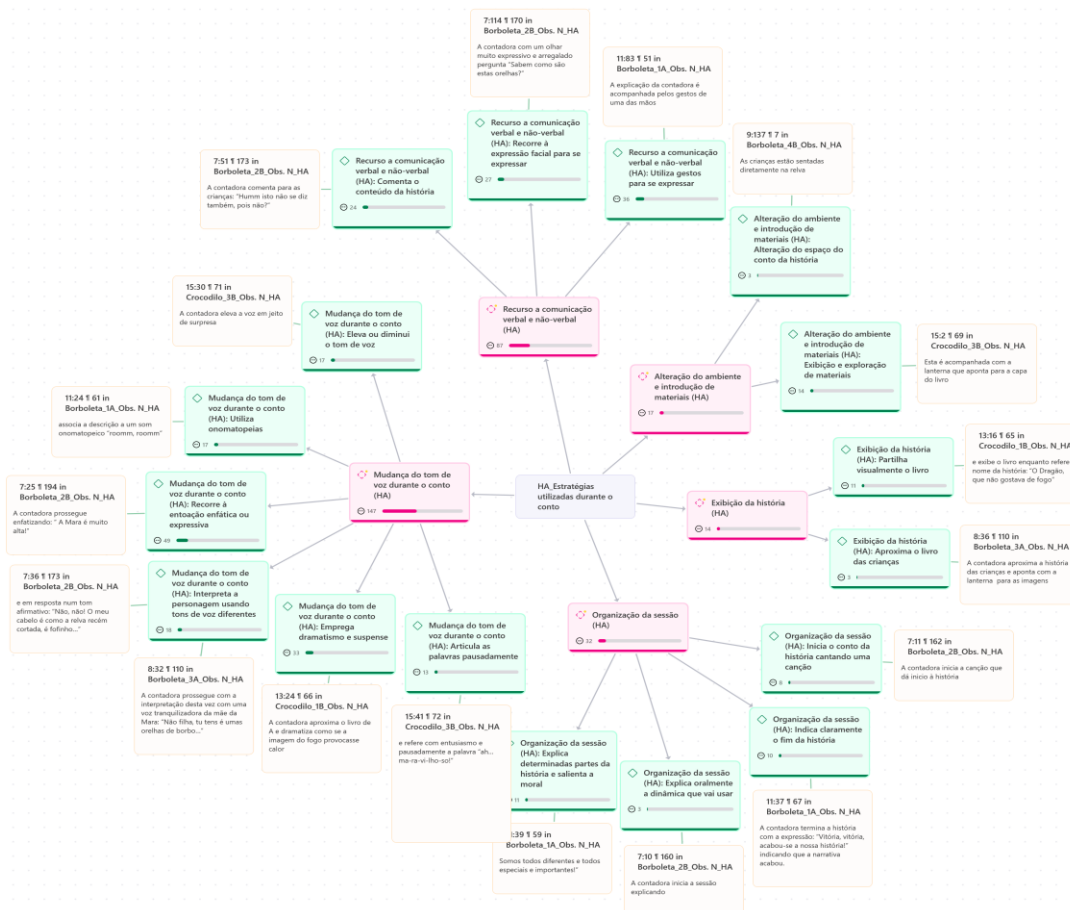 7:114 ¶ 170 in
Borboleta_2B_Obs. N_HA
A contadora com um olhar
muito expressivo e arregalado
pergunta "Sabem como são
estas orelhas?"
11:83 ¶ 51 in
Borboleta_1A_Obs. N_HA
A explicação da contadora é
acompanhada pelos gestos de
uma das mãos
9:137 ¶ 7 in
Borboleta_4B_Obs. N_HA
As crianças estão sentadas
diretamente na relva
7:51 ¶ 173 in
Borboleta_2B_Obs. N_HA
A contadora comenta para as
crianças: "Humm isto não se diz
também, pois não?"
Recurso a comunicação
verbal e não-verbal
(HA): Comenta o
conteúdo da história
24
Recurso a comunicação
verbal e não-verbal
(HA): Recorre à
expressão facial para se
expressar
27
Recurso a comunicação
verbal e não-verbal
(HA): Utiliza gestos
para se expressar
36
Alteração do ambiente
e introdução de
materiais (HA):
Alteração do espaço do
conto da história
3
15:30 ¶ 71 in
Crocodilo_3B_Obs. N_HA
A contadora eleva a voz em jeito
de surpresa
Mudança do tom de
voz durante o conto
(HA): Eleva ou diminui
o tom de voz
17
Recurso a comunicação
verbal e não-verbal
(HA)
87
Alteração do ambiente
e introdução de
materiais (HA):
Exibição e exploração
de materiais
14
15:2 ¶ 69 in
Crocodilo_3B_Obs. N_HA
Esta é acompanhada com a
lanterna que aponta para a capa
do livro
Alteração do ambiente
e introdução de
materiais (HA)
17
11:24 ¶ 61 in
Borboleta_1A_Obs. N_HA
associa a descrição a um som
onomatopeico "roomm, roomm"
Mudança do tom de
voz durante o conto
(HA): Utiliza
onomatopeias
17
Exibição da história
(HA): Partilha
visualmente o livro
11
13:16 ¶ 65 in
Crocodilo_1B_Obs. N_HA
e exibe o livro enquanto refere
nome da história: "O Dragão,
que não gostava de fogo"
7:25 ¶ 194 in
Borboleta_2B_Obs. N_HA
A contadora prossegue
enfatizando: " A Mara é muito
alta!"
Mudança do tom de
voz durante o conto
(HA): Recorre à
entoação enfática ou
expressiva
49
Mudança do tom de
voz durante o conto
(HA)
147
HA_Estratégias
utilizadas durante o
conto
Exibição da história
(HA)
14
Exibição da história
(HA): Aproxima o livro
das crianças
3
8:36 ¶ 110 in
Borboleta_3A_Obs. N_HA
A contadora aproxima a história
das crianças e aponta com a
lanterna para as imagens
7:36 ¶ 173 in
Borboleta_2B_Obs. N_HA
e em resposta num tom
afirmativo: "Não, não! O meu
cabelo é como a relva recém
cortada, é fofinho..."
Mudança do tom de
voz durante o conto
(HA): Interpreta a
personagem usando
tons de voz diferentes
18
Mudança do tom de
voz durante o conto
(HA): Emprega
dramatismo e suspense
33
Mudança do tom de
voz durante o conto
(HA): Articula as
palavras pausadamente
13
Organização da sessão
(HA)
32
Organização da sessão
(HA): Inicia o conto da
história cantando uma
canção
8
7:11 ¶ 162 in
Borboleta_2B_Obs. N_HA
A contadora inicia a canção que
dá inicio à história
8:32 ¶ 110 in
Borboleta_3A_Obs. N_HA
A contadora prossegue com a
interpretação desta vez com uma
voz tranquilizadora da mãe da
Mara: "Não filha, tu tens é umas
orelhas de borbo..."
13:24 ¶ 66 in
Crocodilo_1B_Obs. N_HA
A contadora aproxima o livro de
A e dramatiza como se a
imagem do fogo provocasse
calor
15:41 ¶ 72 in
Crocodilo_3B_Obs. N_HA
e refere com entusiasmo e
pausadamente a palavra "ah...
ma-ra-vi-lho-so!"
Organização da sessão
(HA): Explica
determinadas partes da
história e salienta a
moral
11
Organização da sessão
(HA): Explica oralmente
a dinâmica que vai usar
3
Organização da sessão
(HA): Indica claramente
o fim da história
10
:39 ¶ 59 in
Borboleta_1A_Obs. N_HA
Somos todos diferentes e todos
especiais e importantes!"
7:10 ¶ 160 in
Borboleta_2B_Obs. N_HA
A contadora inicia a sessão
explicando
11:37 ¶ 67 in
Borboleta_1A_Obs. N_HA
A contadora termina a história
com a expressão: "Vitória, vitória,
acabou-se a nossa história!"
indicando que a narrativa
acabou.